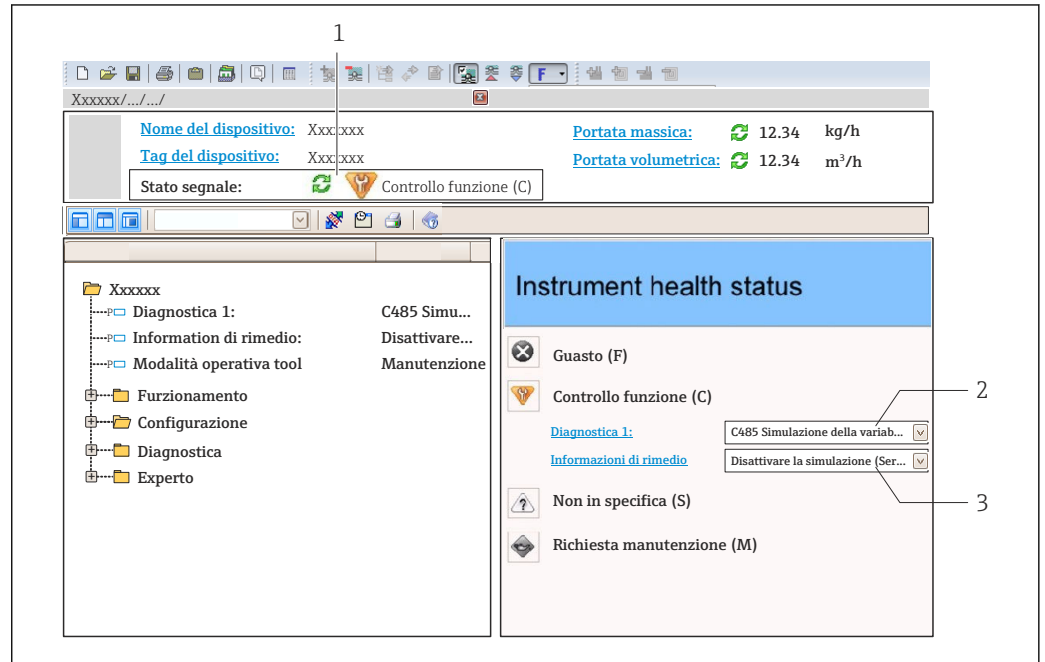 1
F
Xxxxxx/.../.../
Nome del dispositivo: Xxxxxxx Portata massica: 12.34 kg/h
Tag del dispositivo: Xxxxxxx Portata volumetrica: 12.34 m³/h
Stato segnale: Controllo funzione (C)
Xxxxxx
Diagnostica 1: C485 Simu...
Information di rimedio: Disattivare...
Modalità operativa tool Manutenzione
Furzionamento
Configurazione
Diagnostica
Experto
Instrument health status
Guasto (F)
Controllo funzione (C)
2
Diagnostica 1: C485 Simulazione della variab...
Informazioni di rimedio Disattivare la simulazione (Ser...
3
Non in specifica (S)
Richiesta manutenzione (M)